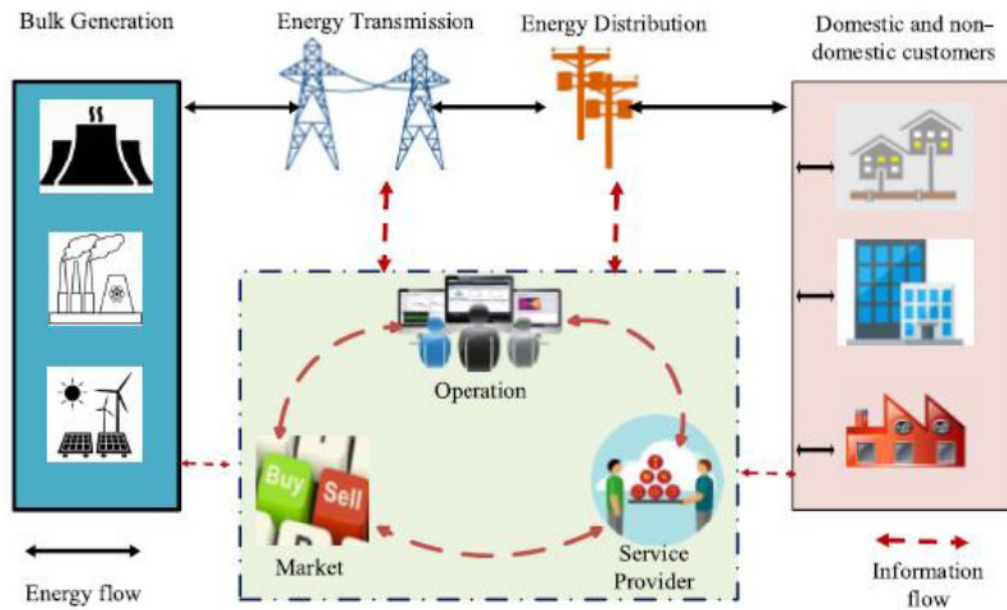 Bulk Generation
Energy Transmission
Energy Distribution
Domestic and non–
domestic customers
Operation
Buy
Sell
Market
Service
Provider
Energy flow
Information
flow